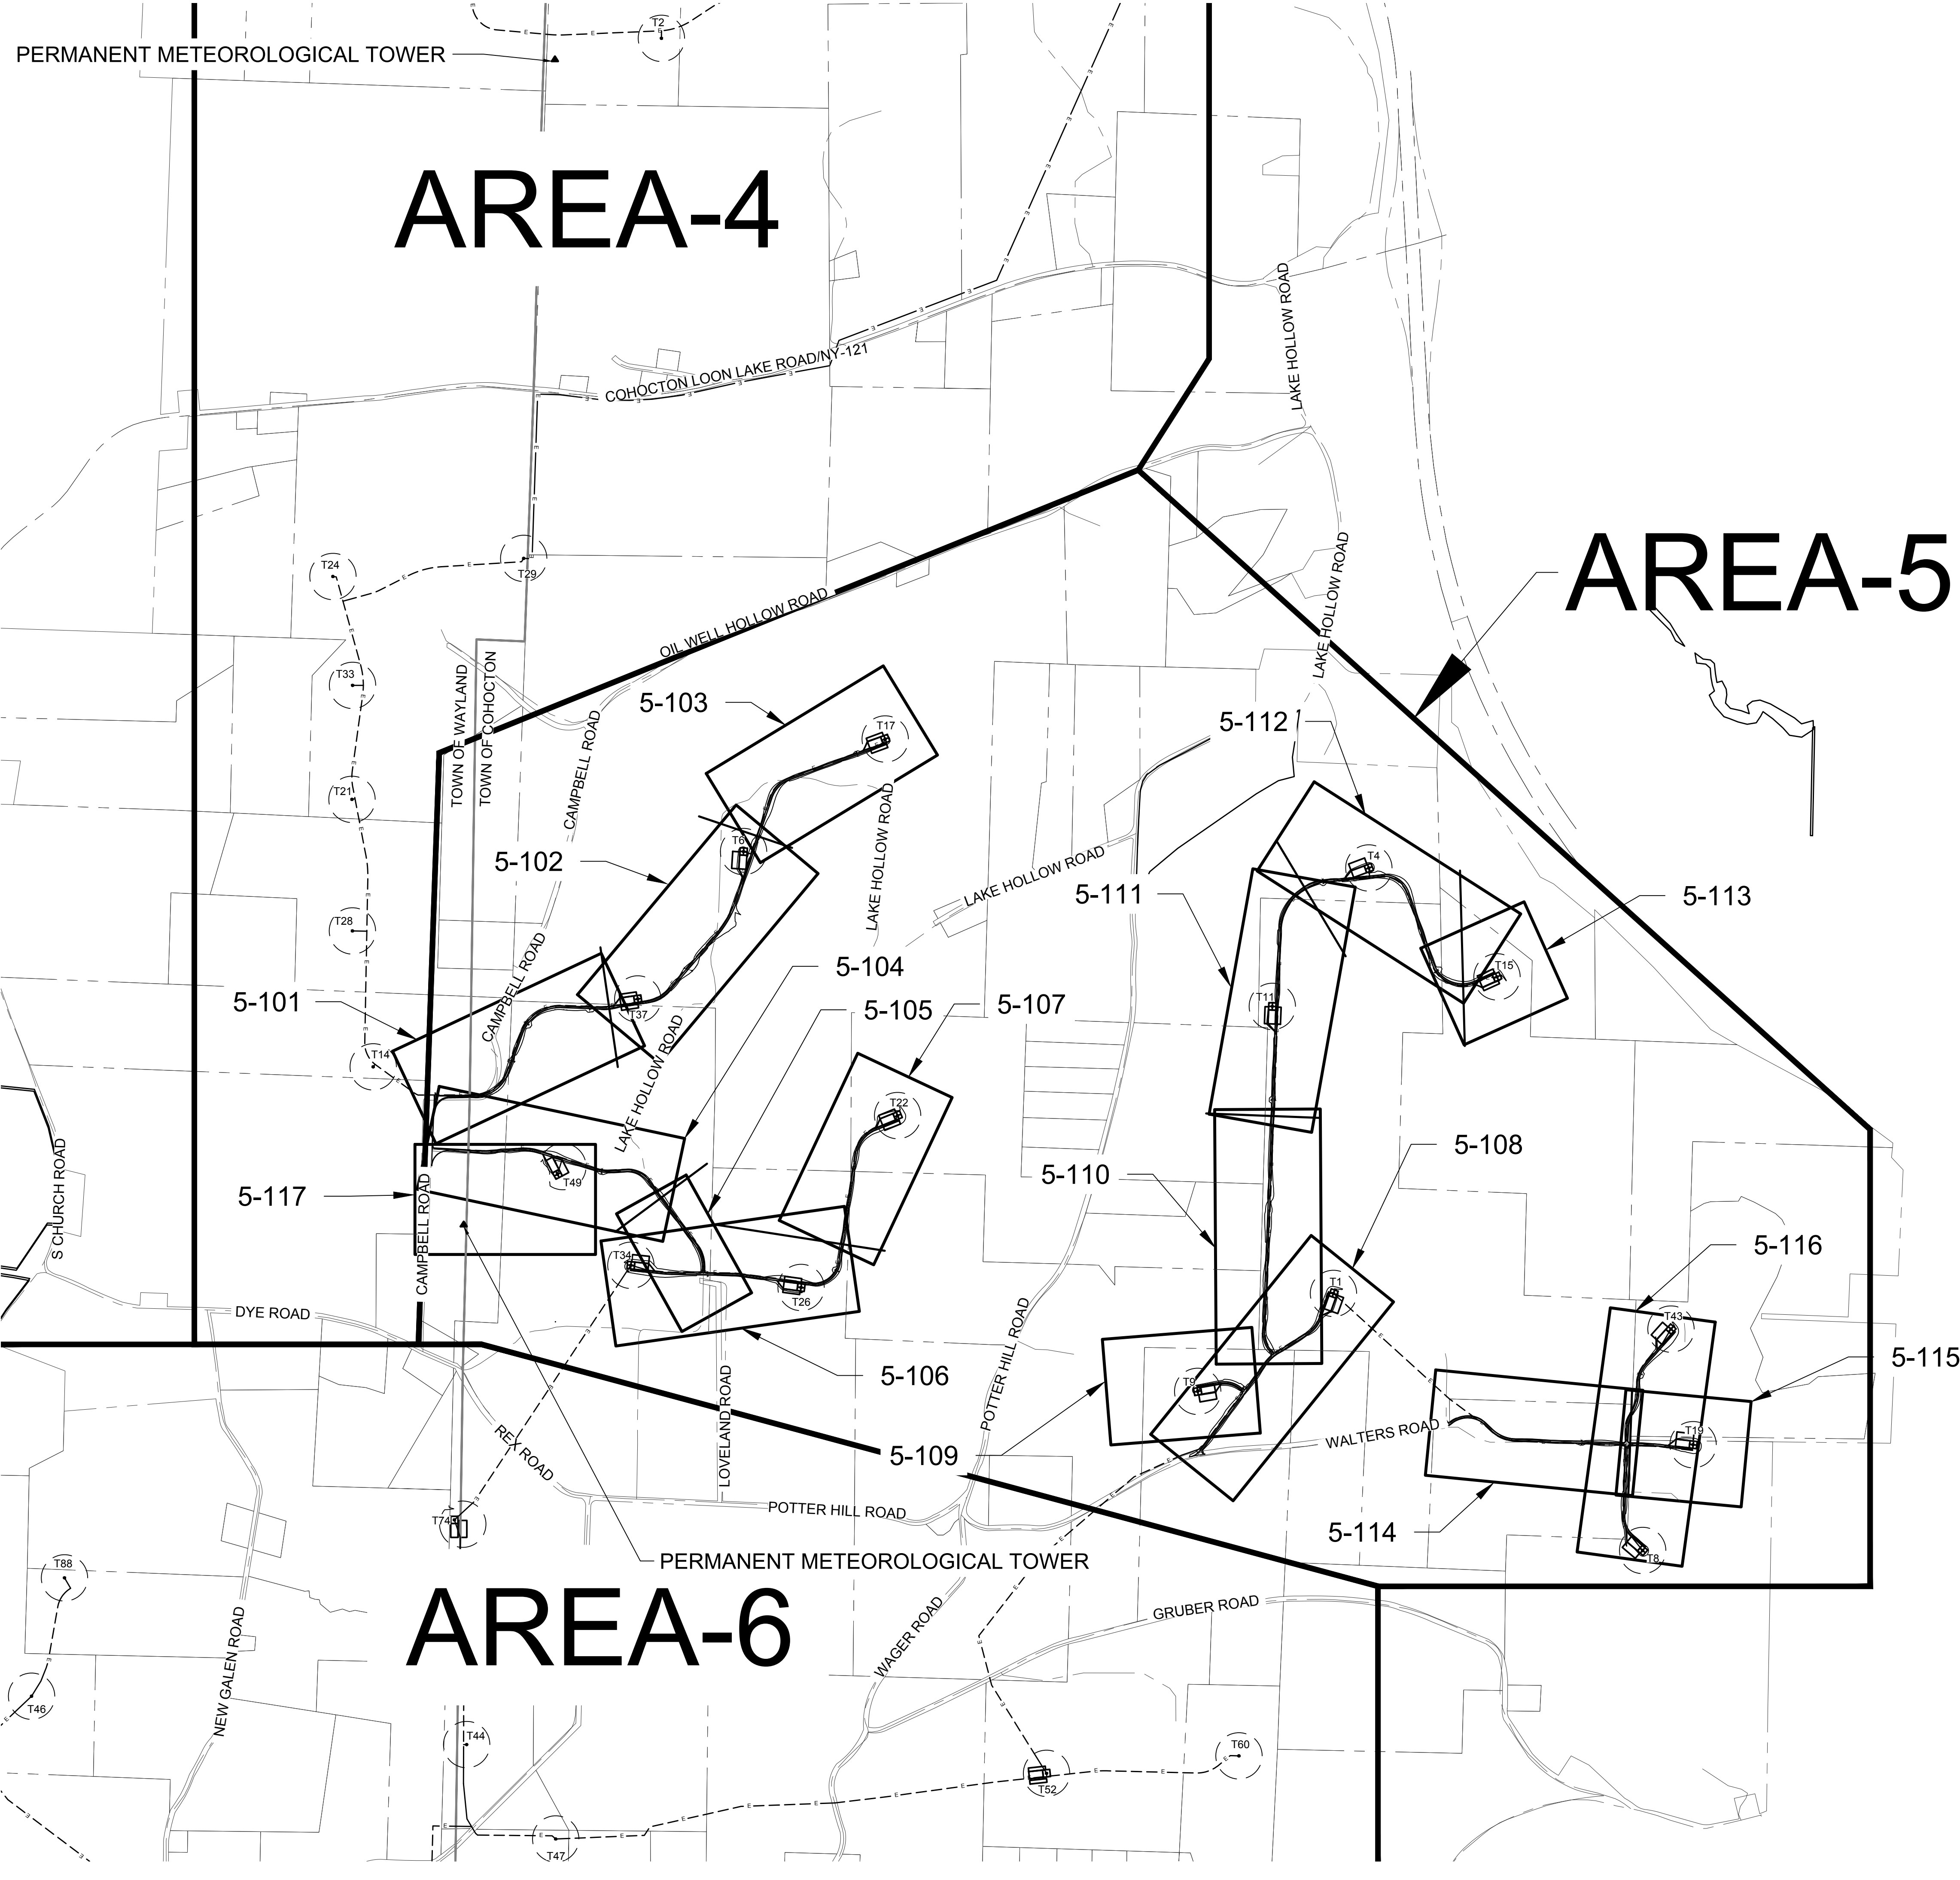 T2
PERMANENT METEOROLOGICAL TOWER
AREA-4
LAKE HOLLOW ROAD
COHOCTON LOON LAKE ROAD/NY-121
AREA-5
T24
T29
LAKE HOLLOW ROAD
OIL WELL HOLLOW ROAD
T33
TOWN OF WAYLAND
TOWN OF COHOCTON
5-103
CAMPBELL ROAD
T17
5-112
T21
LAKE HOLLOW ROAD
T6
5-102
LAKE HOLLOW ROAD
T4
5-111
5-113
T28
CAMPBELL ROAD
5-104
T15
5-101
T37
5-105
5-107
T11
T14
LAKE HOLLOW ROAD
T22
5-108
S CHURCH ROAD
5-117
CAMPBELL ROAD
T49
5-110
T34
T26
T1
5-116
DYE ROAD
T43
POTTER HILL ROAD
5-106
T9
5-115
LOVELAND ROAD
REX ROAD
5-109
WALTERS ROAD
T19
POTTER HILL ROAD
T74
5-114
T88
PERMANENT METEOROLOGICAL TOWER
T8
AREA-6
NEW GALEN ROAD
WAGER ROAD
GRUBER ROAD
T46
T44
T60
T52
T47
E E E E E E E E E E E E E E E E E E E E